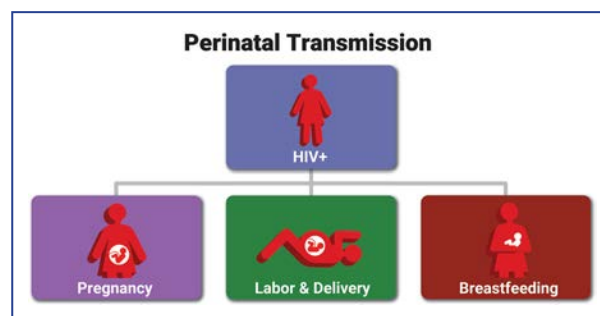 Perinatal Transmission
HIV+
Pregnancy
Labor & Delivery
Breastfeeding